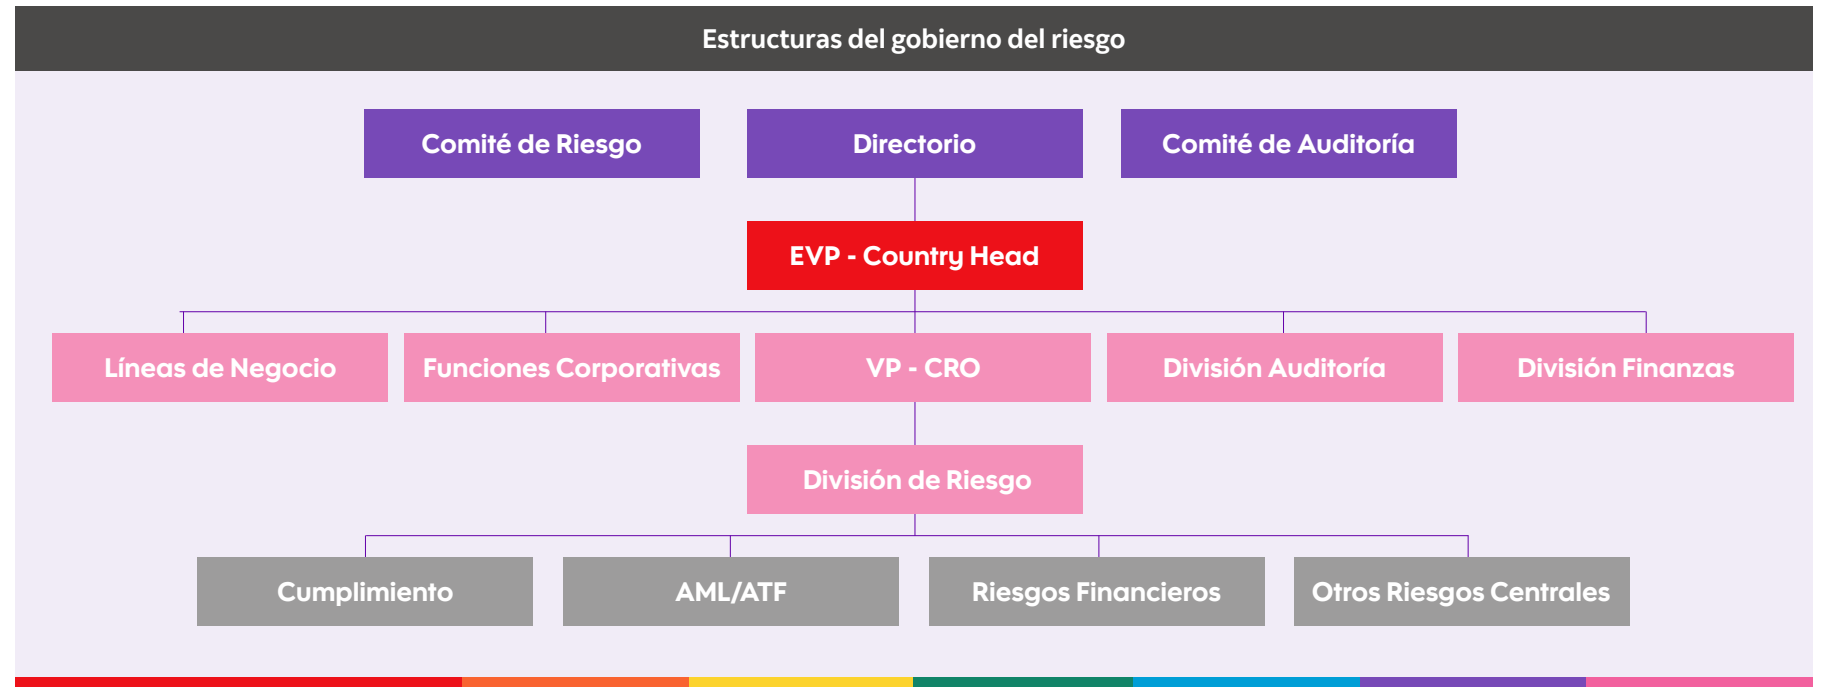 Estructuras del gobierno del riesgo
Comité de Riesgo
Directorio
Comité de Auditoría
EVP - Country Head
Líneas de Negocio
Funciones Corporativas
VP - CRO
División Auditoría
División Finanzas
División de Riesgo
Cumplimiento
AML/ATF
Riesgos Financieros
Otros Riesgos Centrales